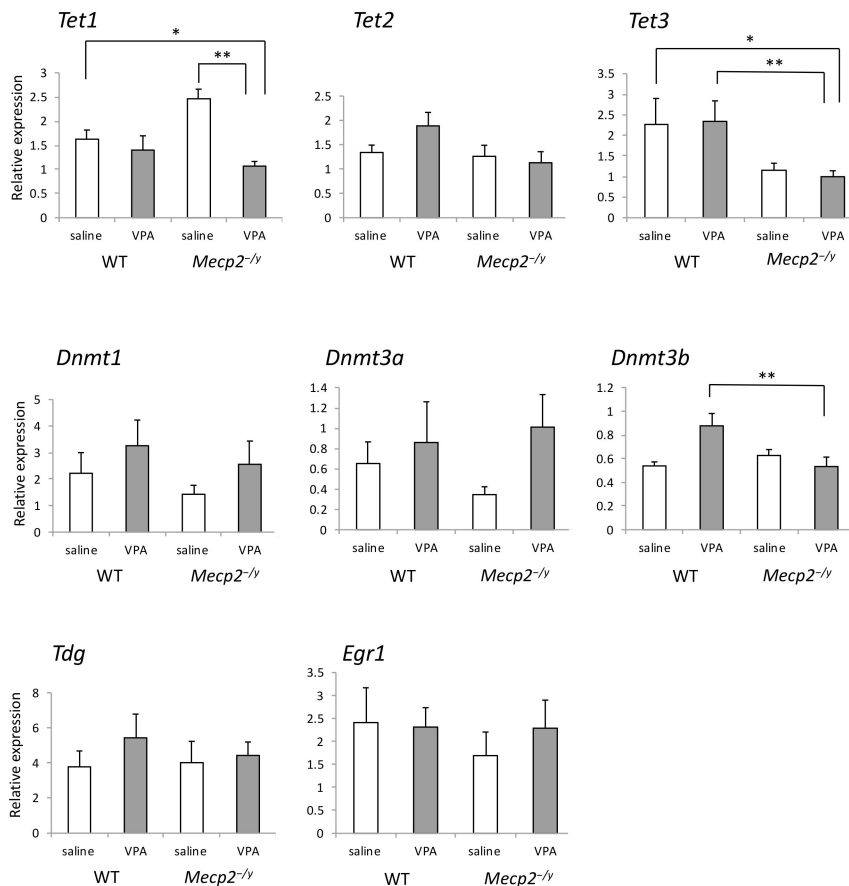 Tet1
Tet2
Tet3
*
**
*
**
Relative expression
3
2.5
2
1.5
1
0.5
0
saline VPA saline VPA
WT Mecp2⁻/ʸ
2.5
2
1.5
1
0.5
0
saline VPA saline VPA
WT Mecp2⁻/ʸ
3.5
3
2.5
2
1.5
1
0.5
0
saline VPA saline VPA
WT Mecp2⁻/ʸ
Dnmt1
Dnmt3a
Dnmt3b
**
Relative expression
5
4
3
2
1
0
saline VPA saline VPA
WT Mecp2⁻/ʸ
1.4
1.2
1
0.8
0.6
0.4
0.2
0
saline VPA saline VPA
WT Mecp2⁻/ʸ
1.2
1
0.8
0.6
0.4
0.2
0
saline VPA saline VPA
WT Mecp2⁻/ʸ
Tdg
Egr1
Relative expression
8
6
4
2
0
saline VPA saline VPA
WT Mecp2⁻/ʸ
3.5
3
2.5
2
1.5
1
0.5
0
saline VPA saline VPA
WT Mecp2⁻/ʸ